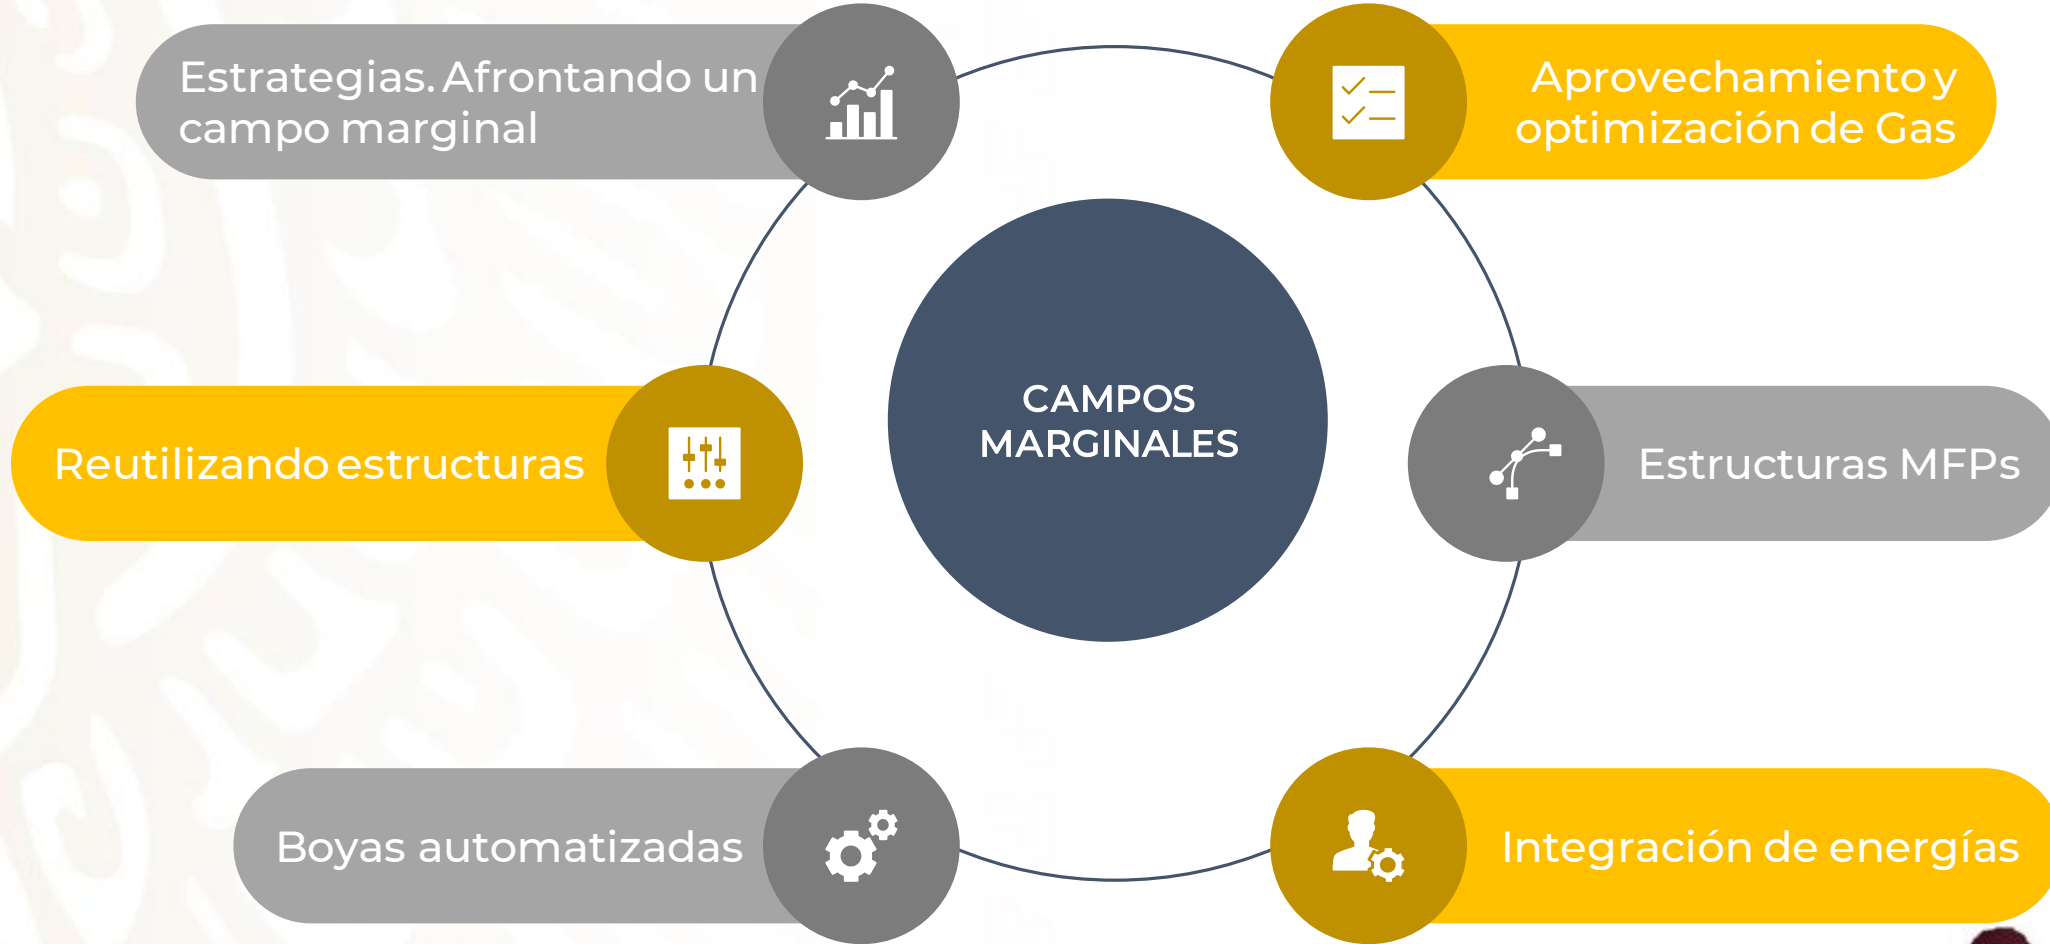 Estrategias. Afrontando un
campo marginal
Aprovechamiento y
optimización de Gas
CAMPOS
MARGINALES
Reutilizando estructuras
Estructuras MFPs
Boyas automatizadas
Integración de energías